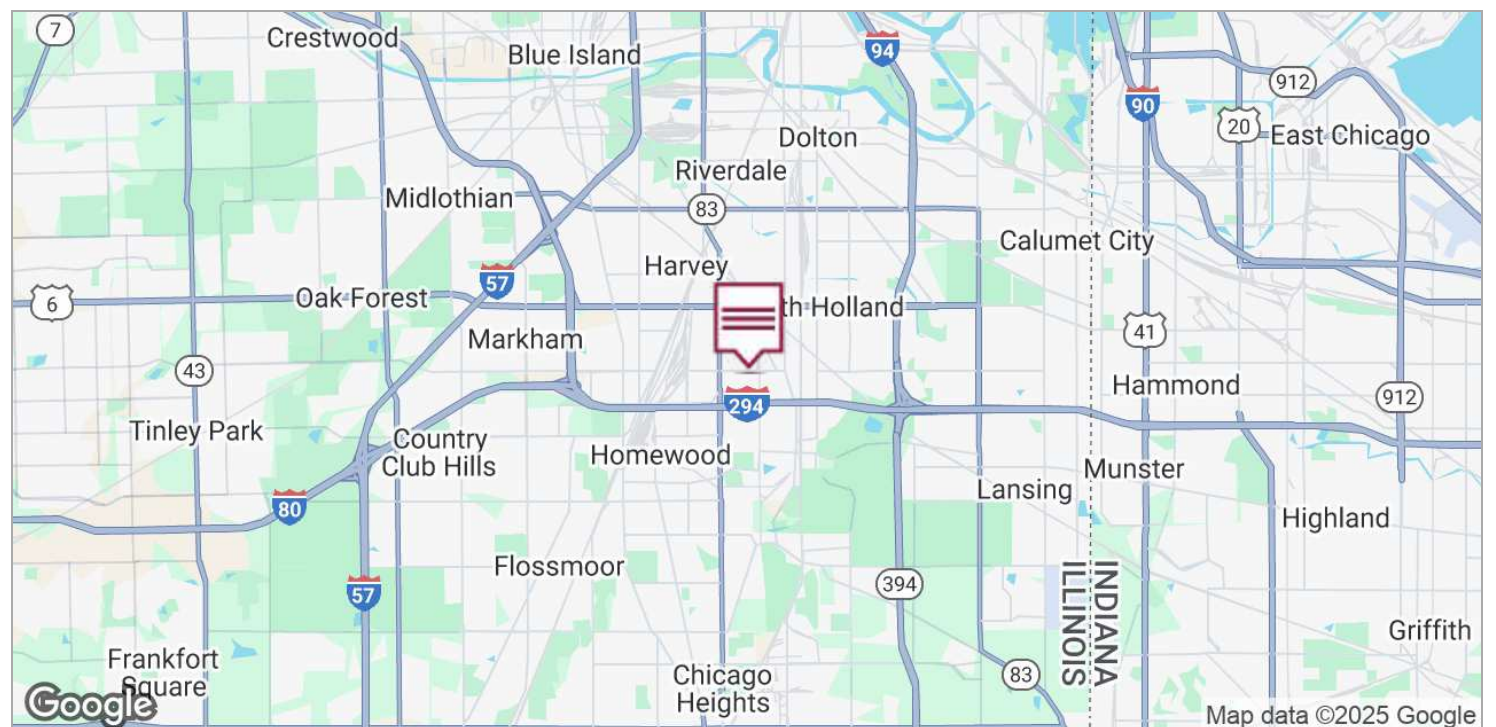 7
Crestwood
Blue Island
94
912
90
20
East Chicago
Dolton
Riverdale
Midlothian
83
Calumet City
Harvey
57
6
Oak Forest
th Holland
Markham
41
43
Hammond
294
912
Tinley Park
Country
Club Hills
Homewood
Munster
Lansing
80
Highland
Flossmoor
57
394
INDIANA
ILLINOIS
Griffith
Frankfort
Square
Chicago
Heights
83
Google
Map data ©2025 Google